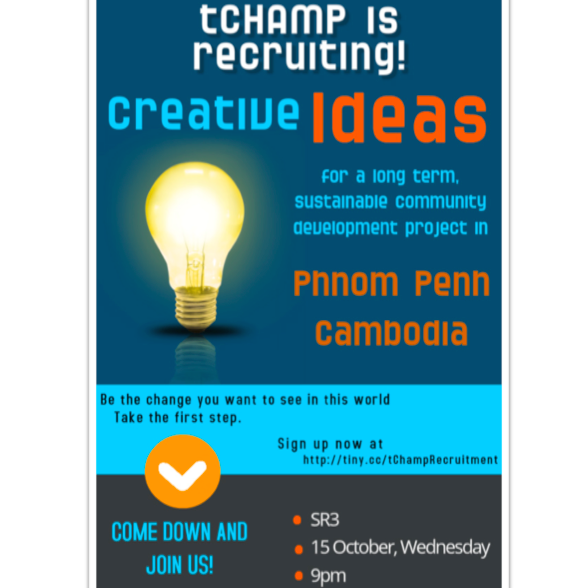 tCHAMP IS
recruiting!
creative Ideas
for a long term,
sustainable community
development project in
Phnom Penh
Cambodia
Be the change you want to see in this world
Take the first step.
Sign up now at
http://tiny.cc/tChampRecruitment
COME DOWN AND
JOIN US!
SR3
15 October, Wednesday
9pm